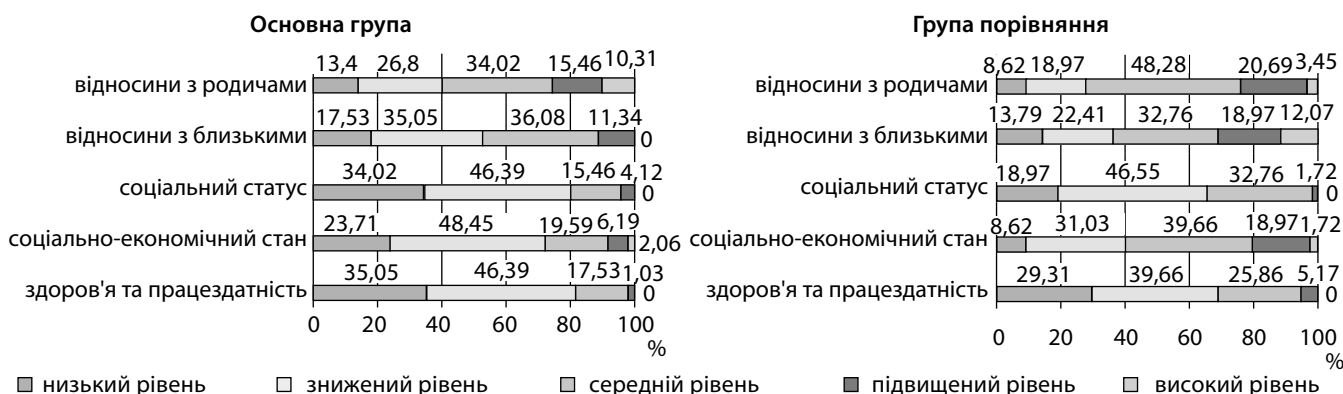 Основна група
13,4 26,8 34,02 15,46 10,31
відносини з родичами
17,53 35,05 36,08 11,34
відносини з близькими 0
34,02 46,39 15,46 4,12
соціальний статус 0
23,71 48,45 19,59 6,19
соціально-економічний стан 2,06
35,05 46,39 17,53 1,03
здоров'я та працездатність 0
0 20 40 60 80 100
%
Група порівняння
8,62 18,97 48,28 20,69 3,45
відносини з родичами
13,79 22,41 32,76 18,97 12,07
відносини з близькими
18,97 46,55 32,76 1,72
соціальний статус 0
8,62 31,03 39,66 18,97 1,72
соціально-економічний стан
29,31 39,66 25,86 5,17
здоров'я та працездатність 0
0 20 40 60 80 100
%
низький рівень знижений рівень середній рівень підвищений рівень високий рівень